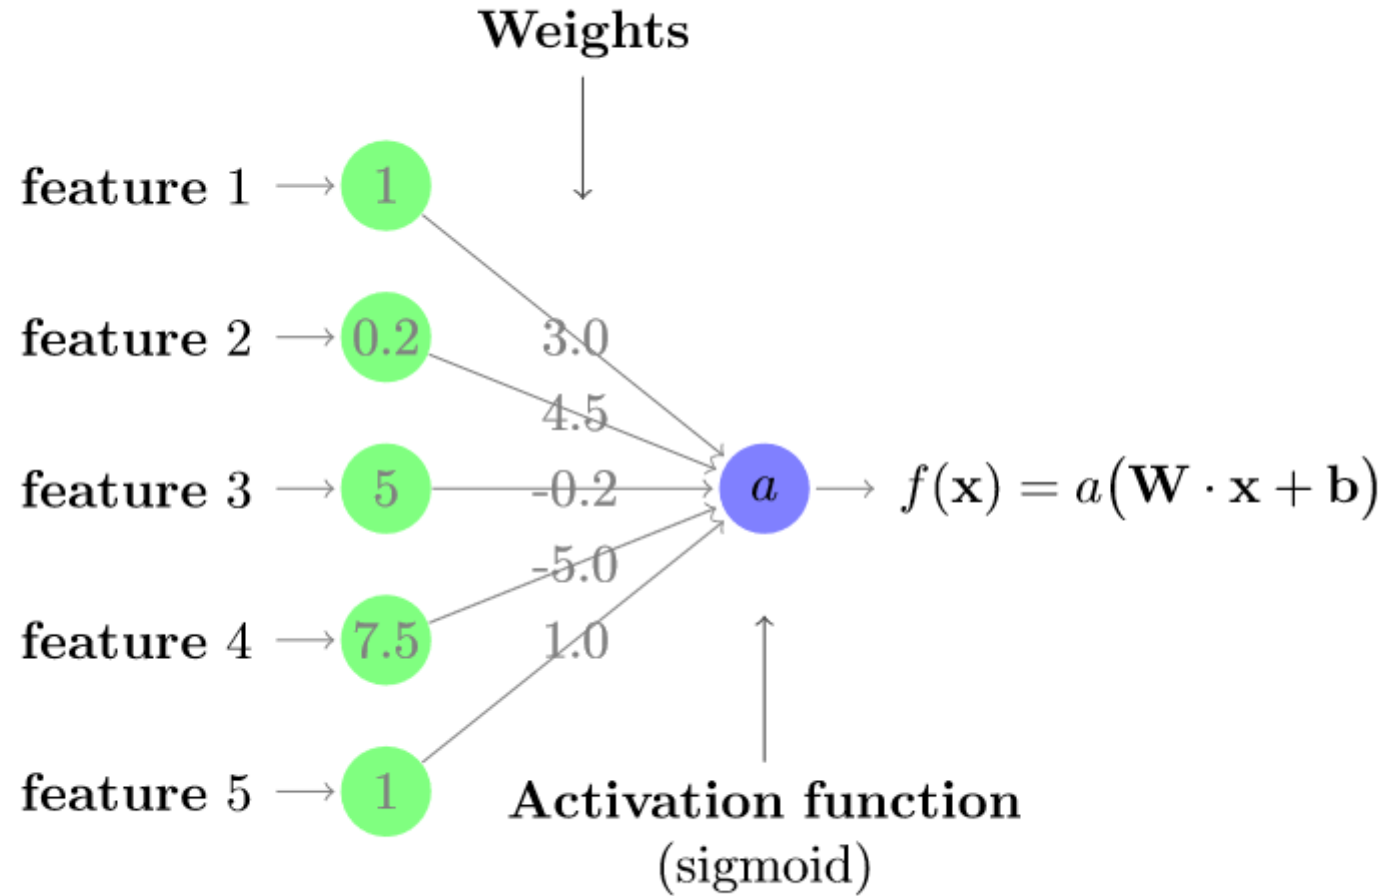 Weights
feature 1
1
feature 2
0.2
3.0
4.5
feature 3
5
-0.2
a
f(x) = a(W · x + b)
-5.0
feature 4
7.5
1.0
feature 5
1
Activation function
(sigmoid)